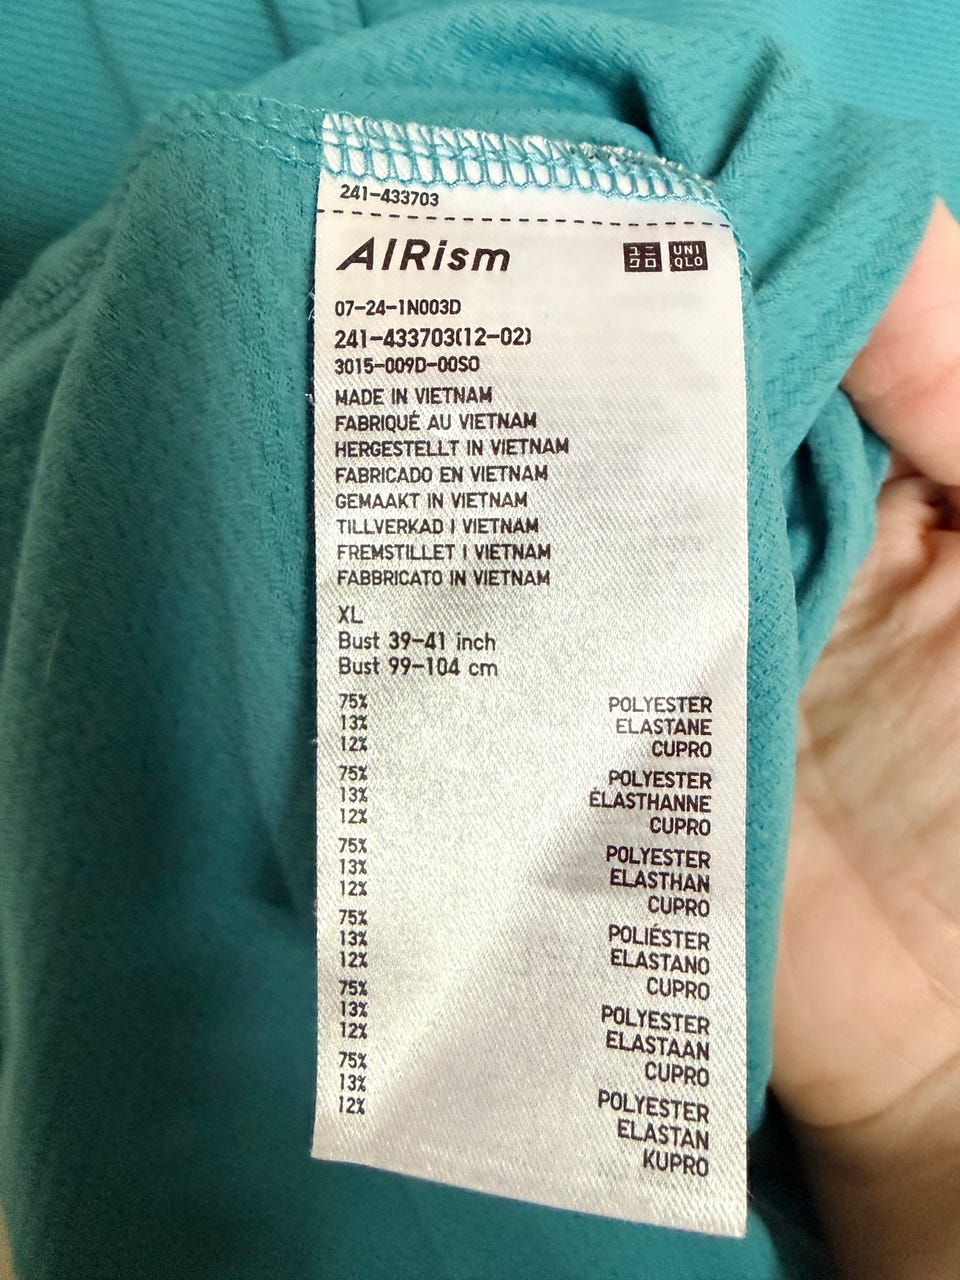 241-433703
AIRism ユニクロ UNIQLO
07-24-1N003D
241-433703(12-02)
3015-009D-00SO
MADE IN VIETNAM
FABRIQUÉ AU VIETNAM
HERGESTELLT IN VIETNAM
FABRICADO EN VIETNAM
GEMAAKT IN VIETNAM
TILLVERKAD I VIETNAM
FREMSTILLET I VIETNAM
FABBRICATO IN VIETNAM
XL
Bust 39-41 inch
Bust 99-104 cm
75% POLYESTER
13% ELASTANE
12% CUPRO
75% POLYESTER
13% ÉLASTHANNE
12% CUPRO
75% POLYESTER
13% ELASTHAN
12% CUPRO
75% POLIÉSTER
13% ELASTANO
12% CUPRO
75% POLYESTER
13% ELASTAAN
12% CUPRO
75% POLYESTER
13% ELASTAN
12% KUPRO